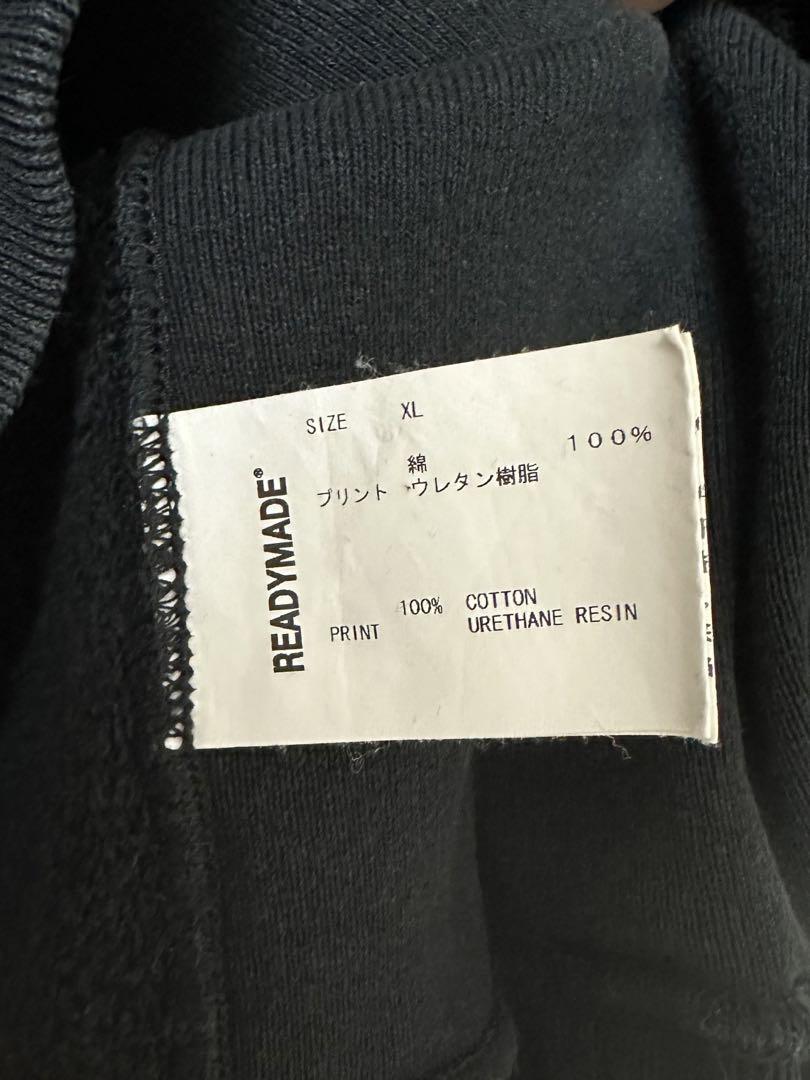 READYMADE®
SIZE XL
綿 １００％
プリント ウレタン樹脂
100% COTTON
PRINT URETHANE RESIN